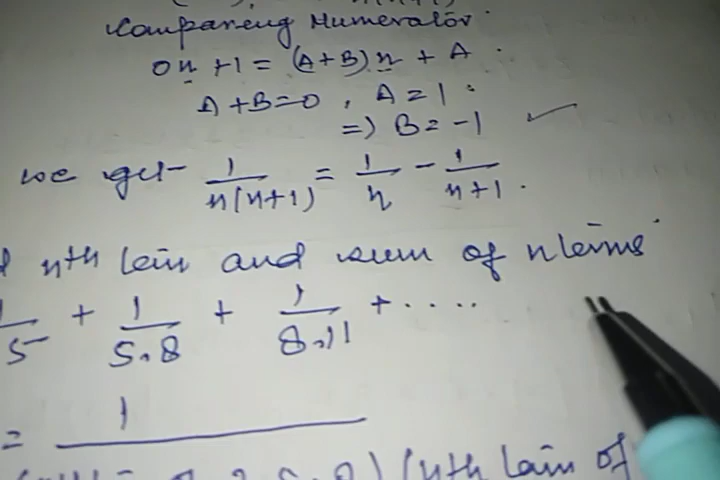 Comparing Numerator
0n + 1 = (A+B)n + A .
A+B=0 , A=1 :
=) B = -1
we get- 1/n(n+1) = 1/n - 1/n+1 .
nth term and sum of n terms
5 + 1/5.8 + 1/8.11 + .....
= 1
(nth term of